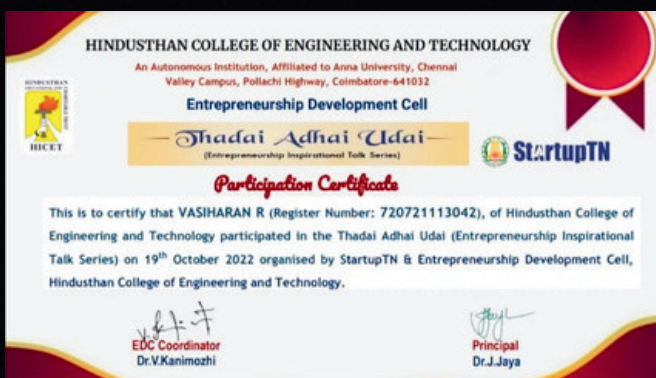 HINDUSTHAN COLLEGE OF ENGINEERING AND TECHNOLOGY
An Autonomous Institution, Affiliated to Anna University, Chennai
Valley Campus, Pollachi Highway, Coimbatore-641032
Entrepreneurship Development Cell
HICET
Thadai Adhai Udai
(Entrepreneurship Inspirational Talk Series)
StartupTN
Participation Certificate
This is to certify that VASIHARAN R (Register Number: 720721113042), of Hindusthan College of
Engineering and Technology participated in the Thadai Adhai Udai (Entrepreneurship Inspirational
Talk Series) on 19th October 2022 organised by StartupTN & Entrepreneurship Development Cell,
Hindusthan College of Engineering and Technology.
EDC Coordinator
Dr.V.Kanimozhi
Principal
Dr.J.Jaya